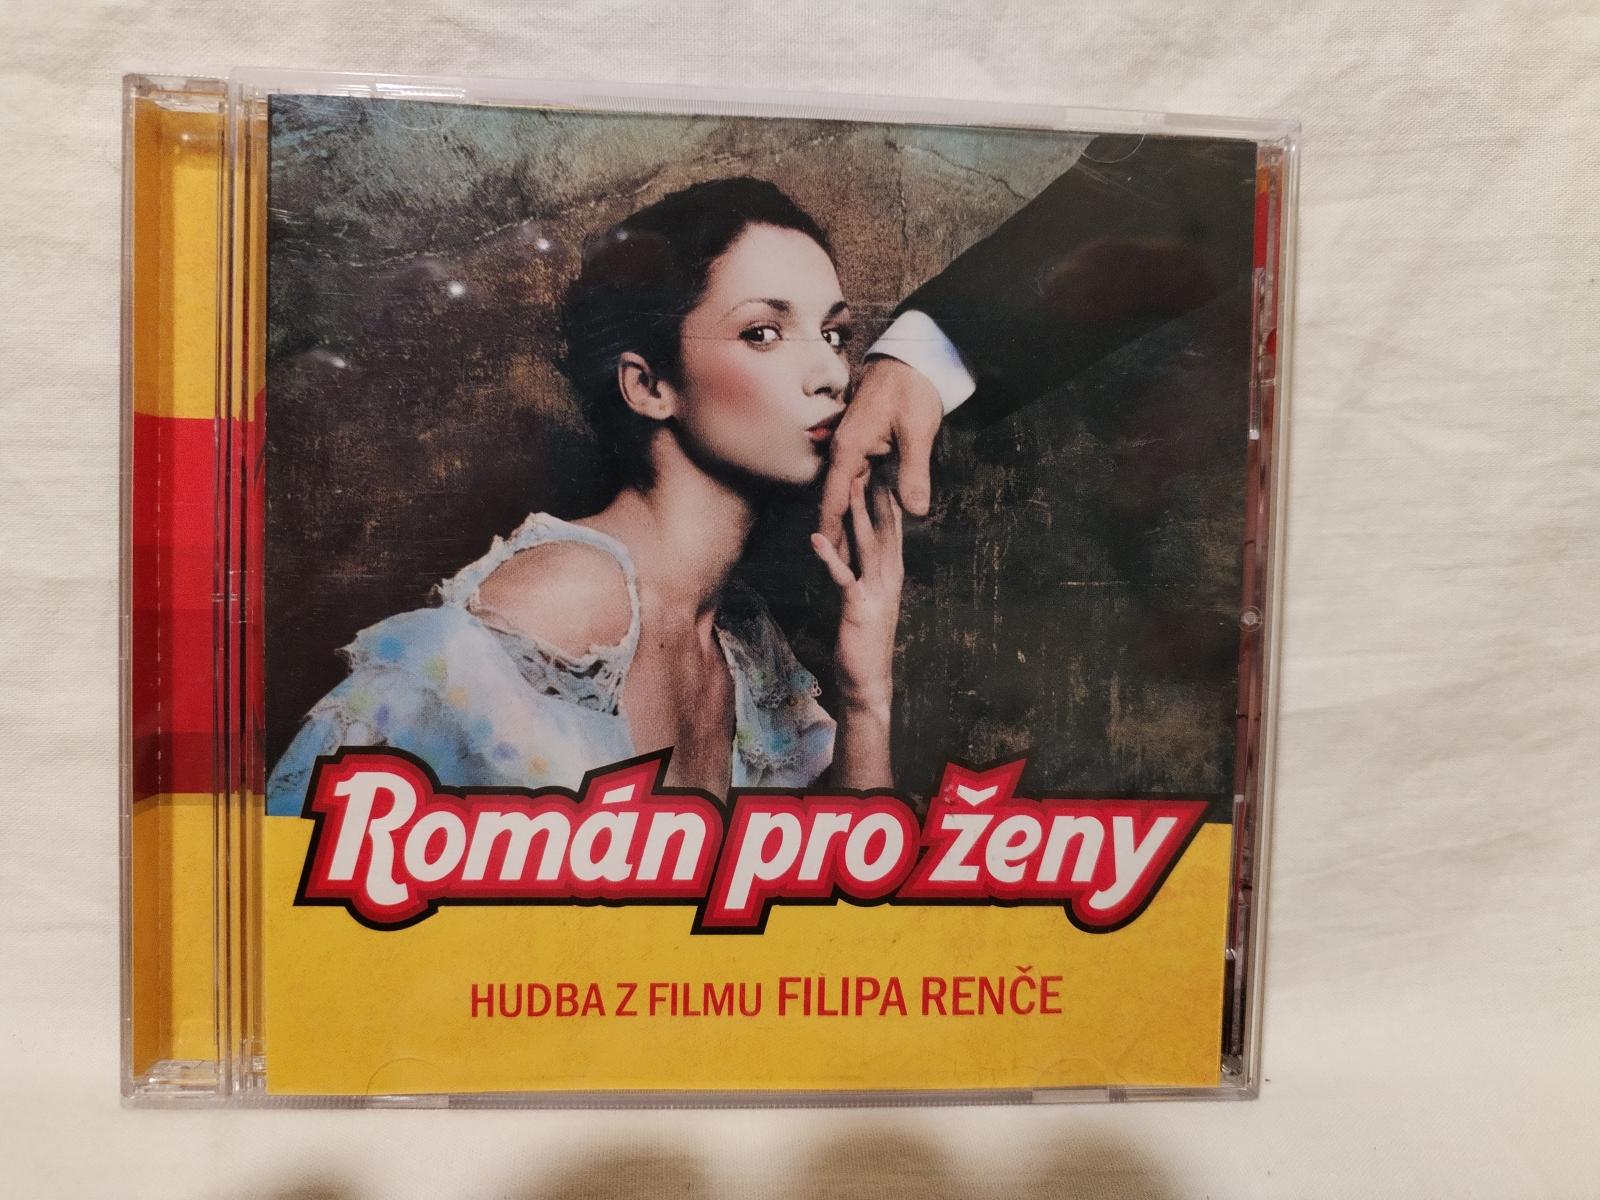 Román pro ženy
HUDBA Z FILMU FILIPA RENČE